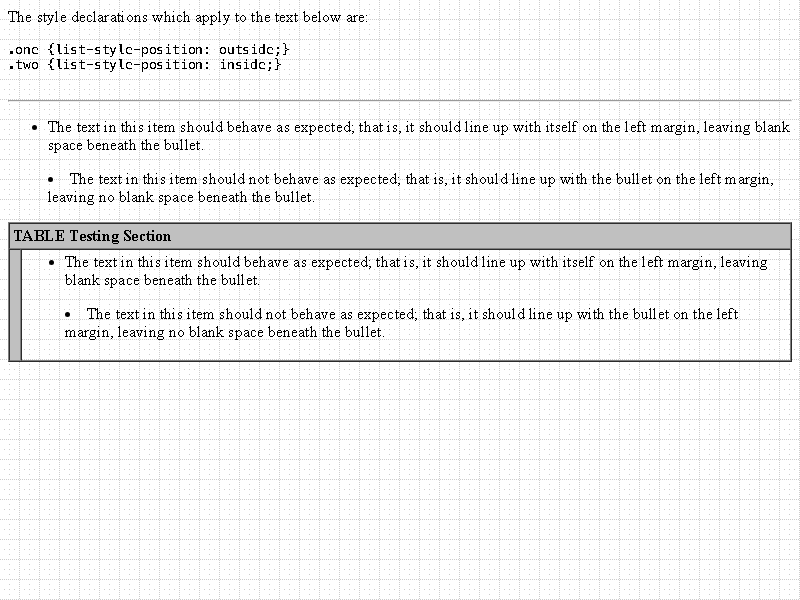 The style declarations which apply to the text below are:
.one {list-style-position: outside;}
.two {list-style-position: inside;}
• The text in this item should behave as expected; that is, it should line up with itself on the left margin, leaving blank
space beneath the bullet.
• The text in this item should not behave as expected; that is, it should line up with the bullet on the left margin,
leaving no blank space beneath the bullet.
TABLE Testing Section
• The text in this item should behave as expected; that is, it should line up with itself on the left margin, leaving
blank space beneath the bullet.
• The text in this item should not behave as expected; that is, it should line up with the bullet on the left
margin, leaving no blank space beneath the bullet.